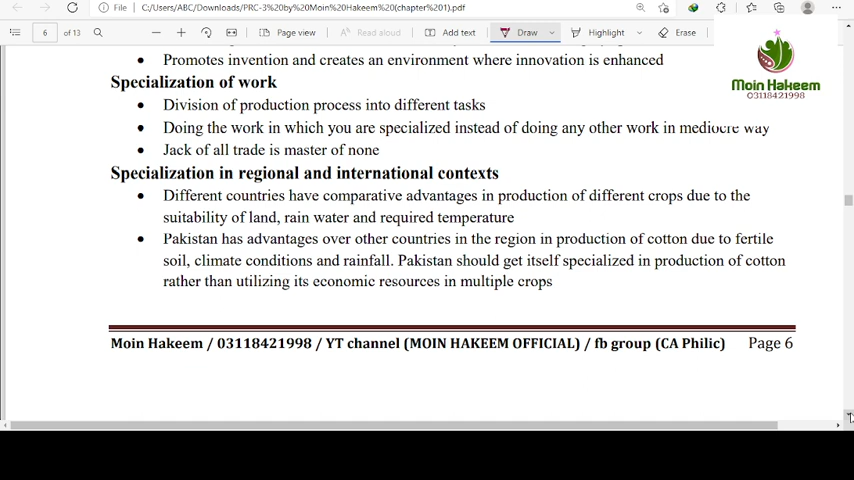 File
C:/Users/ABC/Downloads/PRC-3%20by%20Moin%20Hakeem%20(chapter%201).pdf
6 of 13
Page view
Read aloud
Add text
Draw
Highlight
Erase
Promotes invention and creates an environment where innovation is enhanced
Moin Hakeem
03118421998
Specialization of work
Division of production process into different tasks
Doing the work in which you are specialized instead of doing any other work in mediocre way
Jack of all trade is master of none
Specialization in regional and international contexts
Different countries have comparative advantages in production of different crops due to the
suitability of land, rain water and required temperature
Pakistan has advantages over other countries in the region in production of cotton due to fertile
soil, climate conditions and rainfall. Pakistan should get itself specialized in production of cotton
rather than utilizing its economic resources in multiple crops
Moin Hakeem / 03118421998 / YT channel (MOIN HAKEEM OFFICIAL) / fb group (CA Philic) Page 6